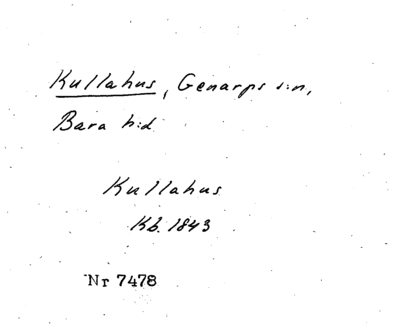 Kullahus, Genarps s:n,
Bara h:d
Kullahus
Kb. 1843
Nr 7478